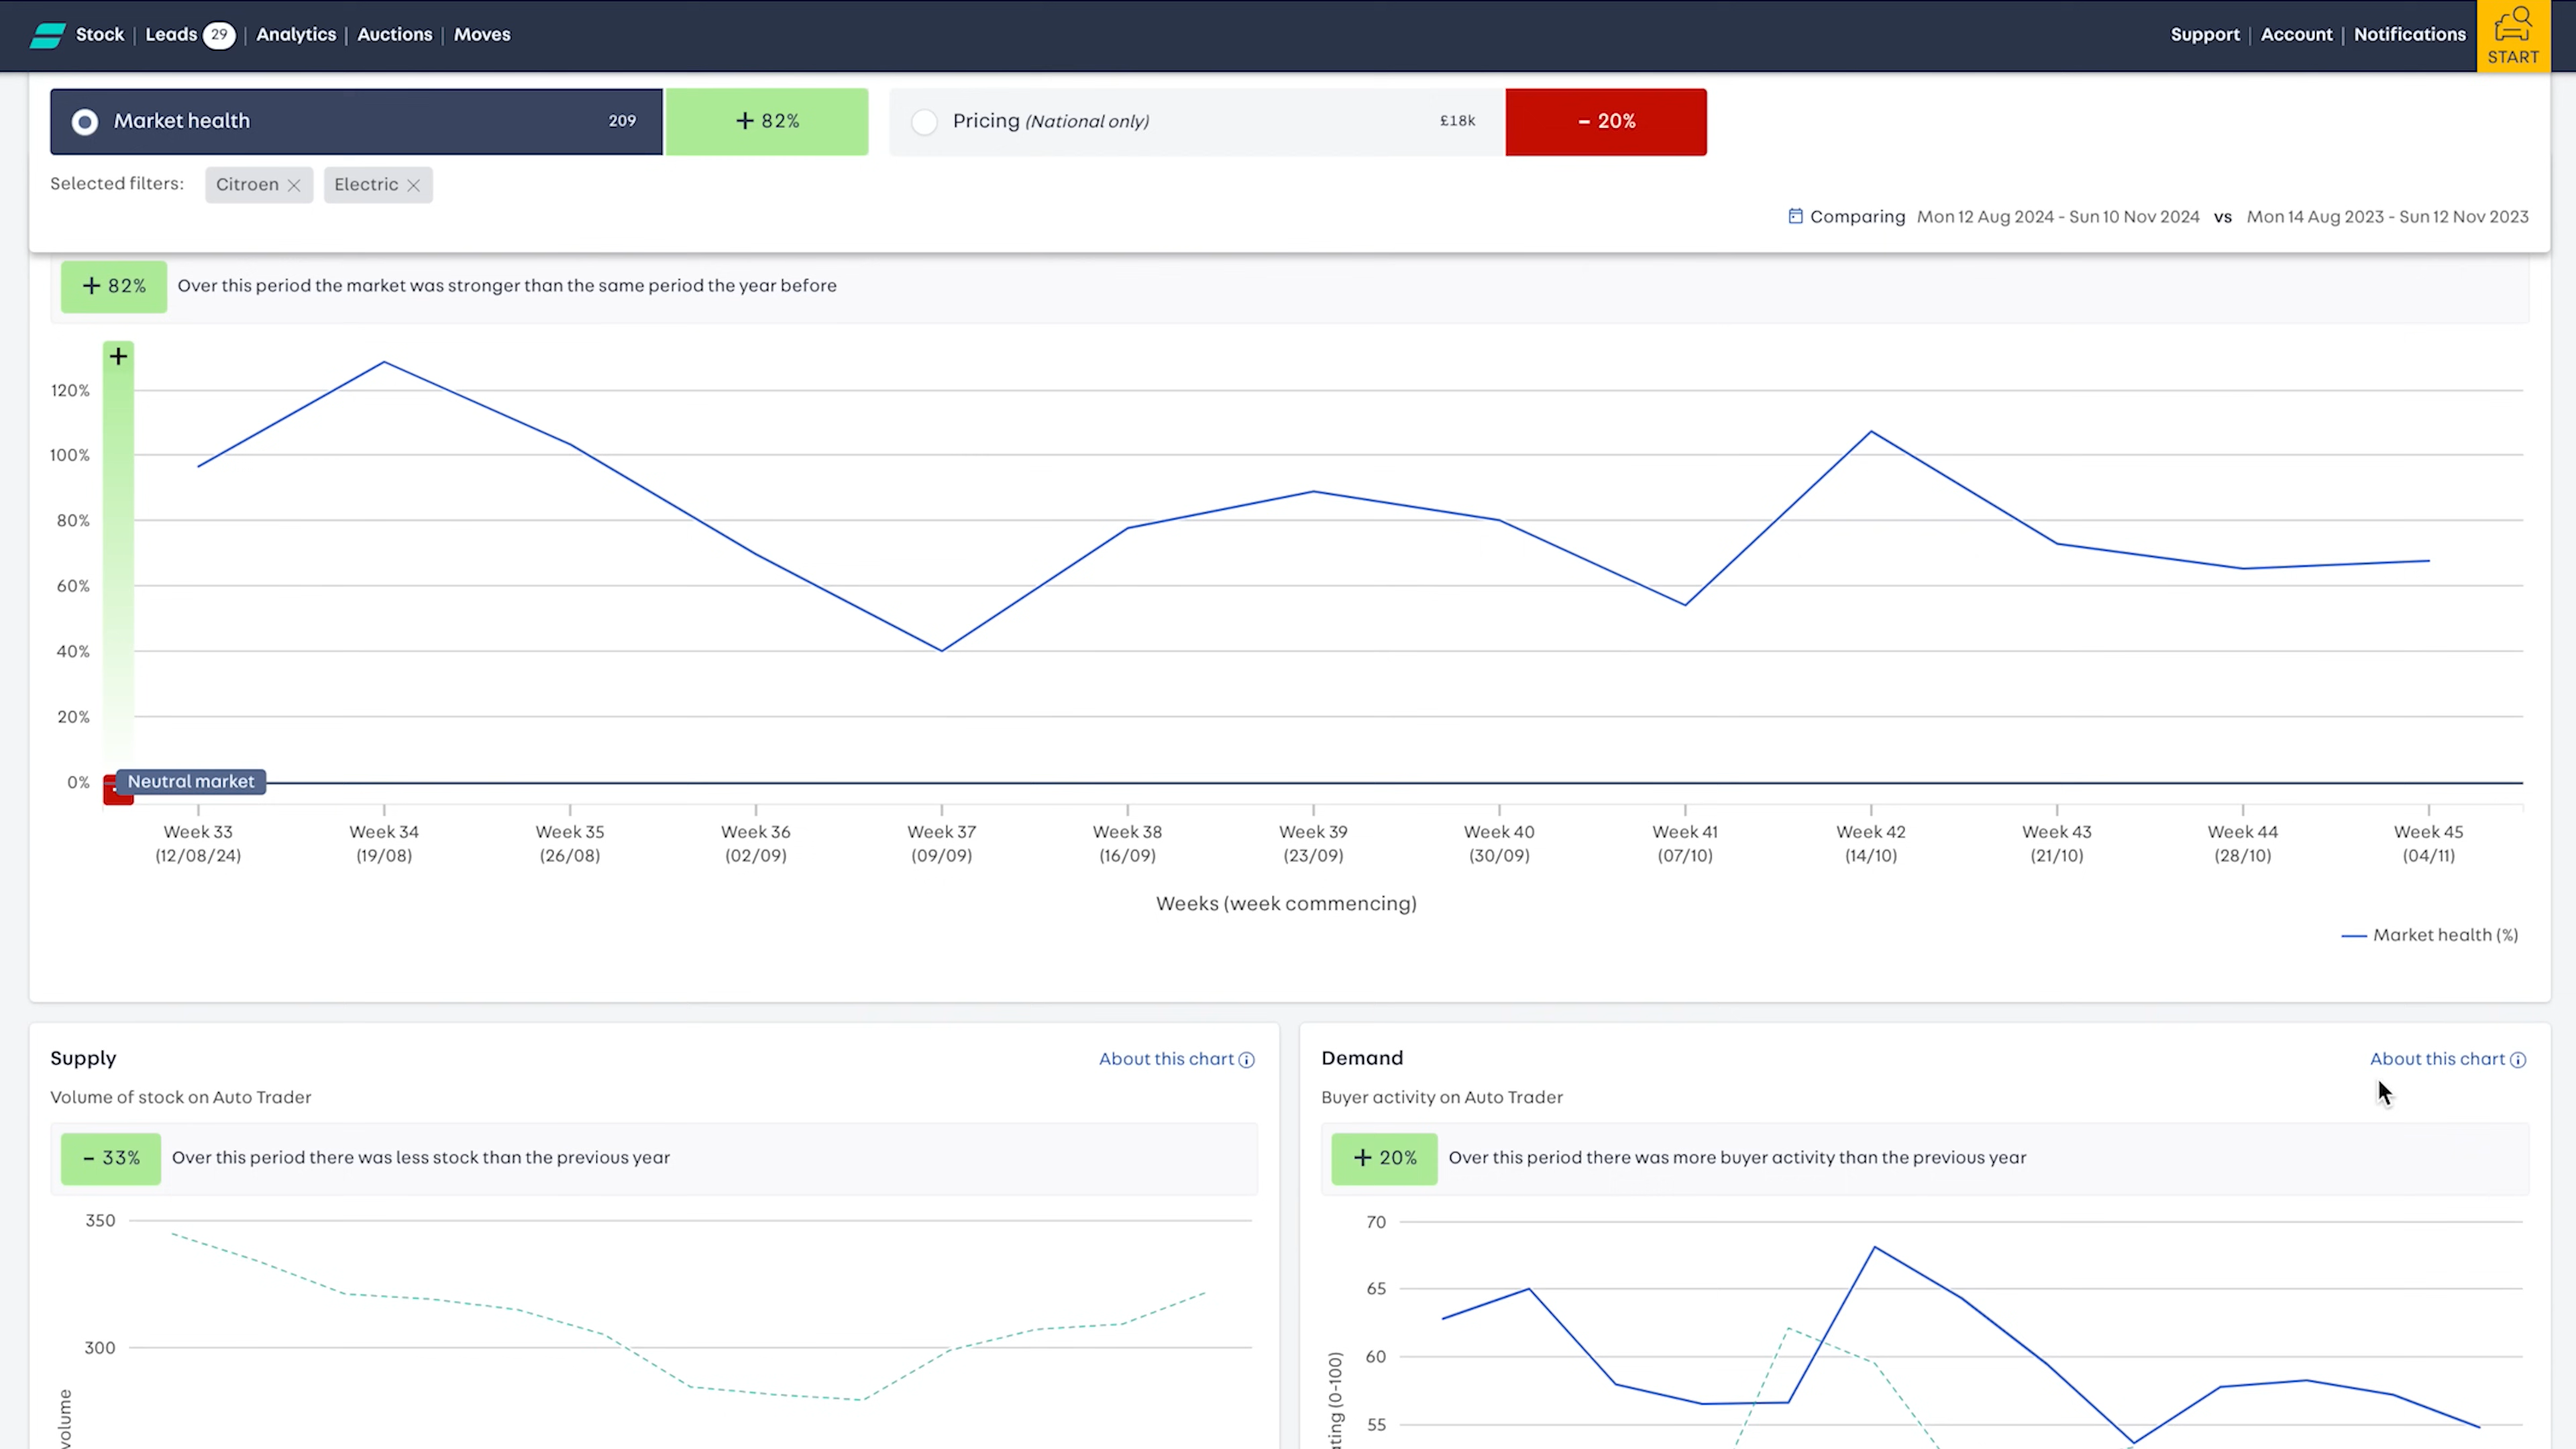 Stock | Leads 29 | Analytics | Auctions | Moves
Support | Account | Notifications
START
Market health 209 + 82%
Pricing (National only) £18k – 20%
Selected filters: Citroen Electric
Comparing Mon 12 Aug 2024 - Sun 10 Nov 2024 vs Mon 14 Aug 2023 - Sun 12 Nov 2023
+ 82% Over this period the market was stronger than the same period the year before
+
120%
100%
80%
60%
40%
20%
0% Neutral market
Week 33 Week 34 Week 35 Week 36 Week 37 Week 38 Week 39 Week 40 Week 41 Week 42 Week 43 Week 44 Week 45
(12/08/24) (19/08) (26/08) (02/09) (09/09) (16/09) (23/09) (30/09) (07/10) (14/10) (21/10) (28/10) (04/11)
Weeks (week commencing)
Market health (%)
Supply
About this chart
Volume of stock on Auto Trader
– 33% Over this period there was less stock than the previous year
350
300
volume
Demand
About this chart
Buyer activity on Auto Trader
+ 20% Over this period there was more buyer activity than the previous year
70
65
60
55
(0-100)